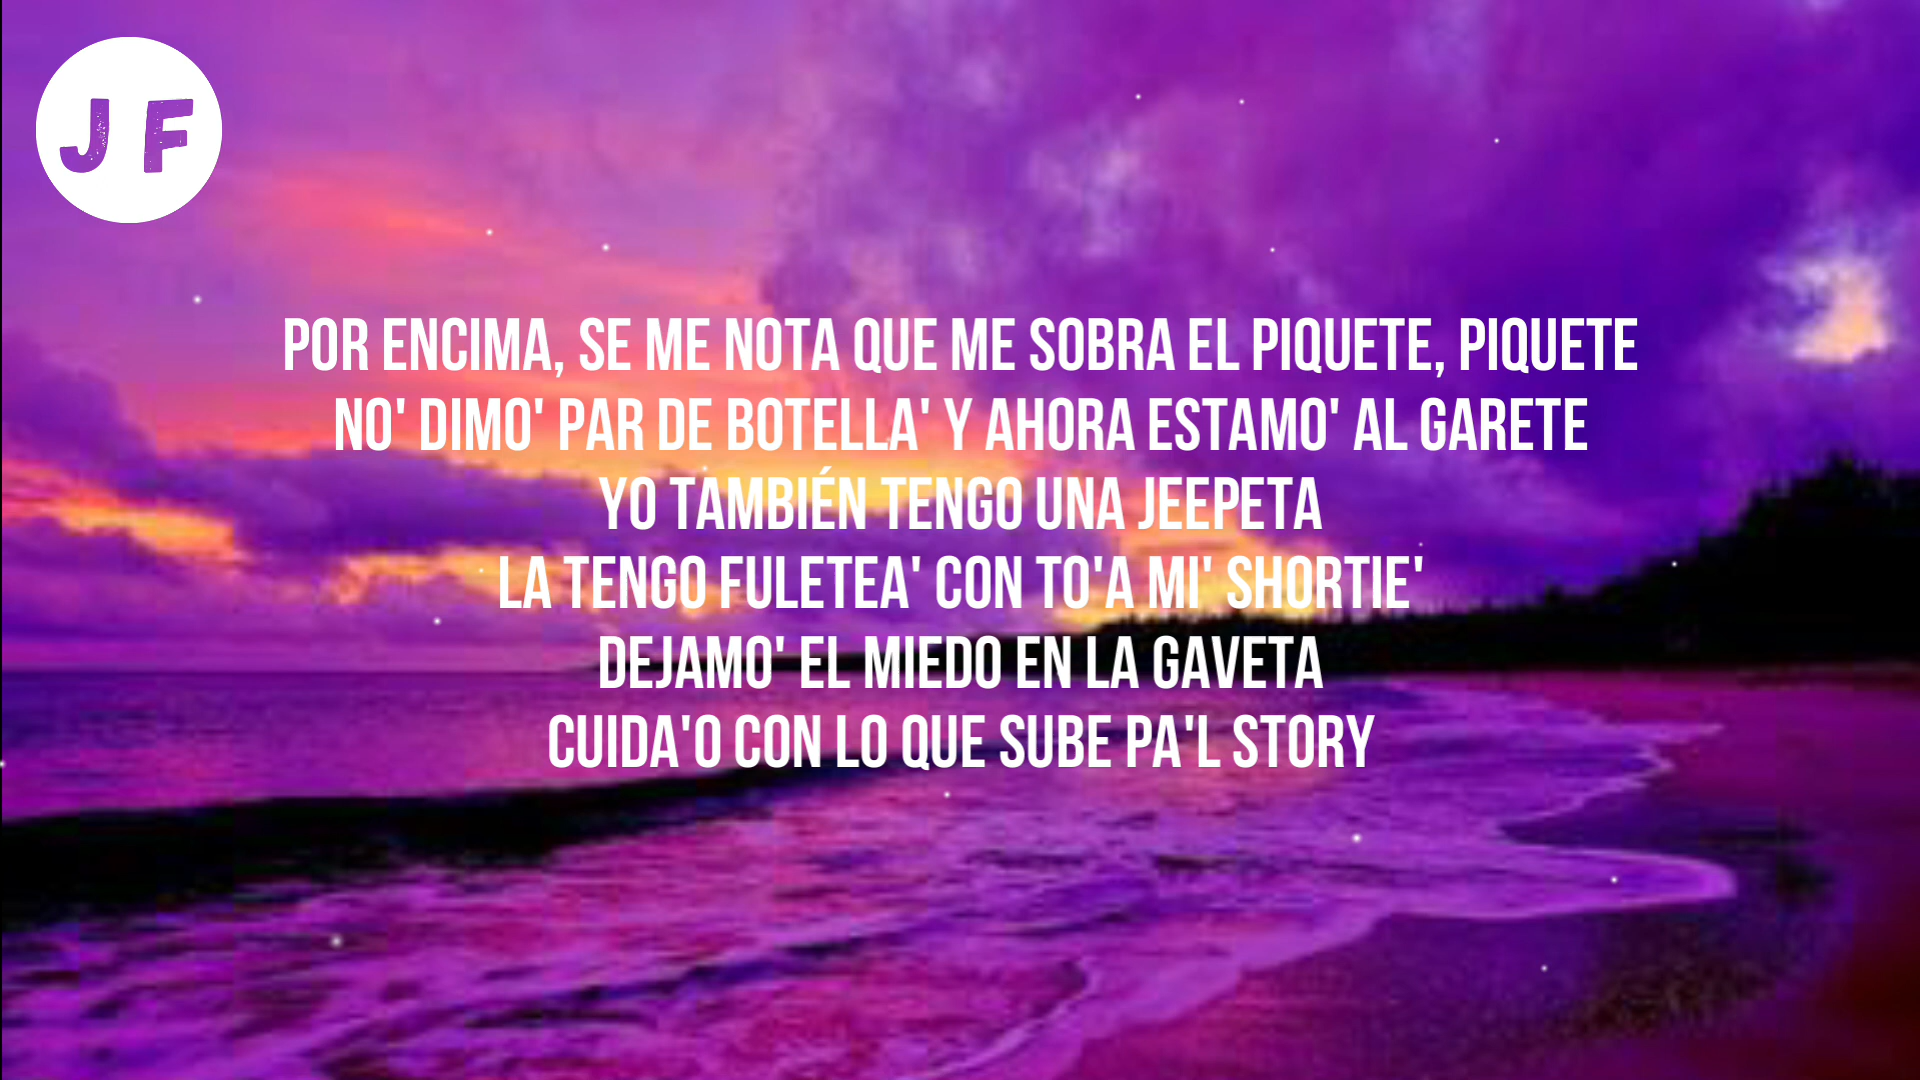 J F
POR ENCIMA, SE ME NOTA QUE ME SOBRA EL PIQUETE, PIQUETE
NO' DIMO' PAR DE BOTELLA' Y AHORA ESTAMO' AL GARETE
YO TAMBIÉN TENGO UNA JEEPETA
LA TENGO FULETEA' CON TO'A MI' SHORTIE'
DEJAMO' EL MIEDO EN LA GAVETA
CUIDA'O CON LO QUE SUBE PA'L STORY